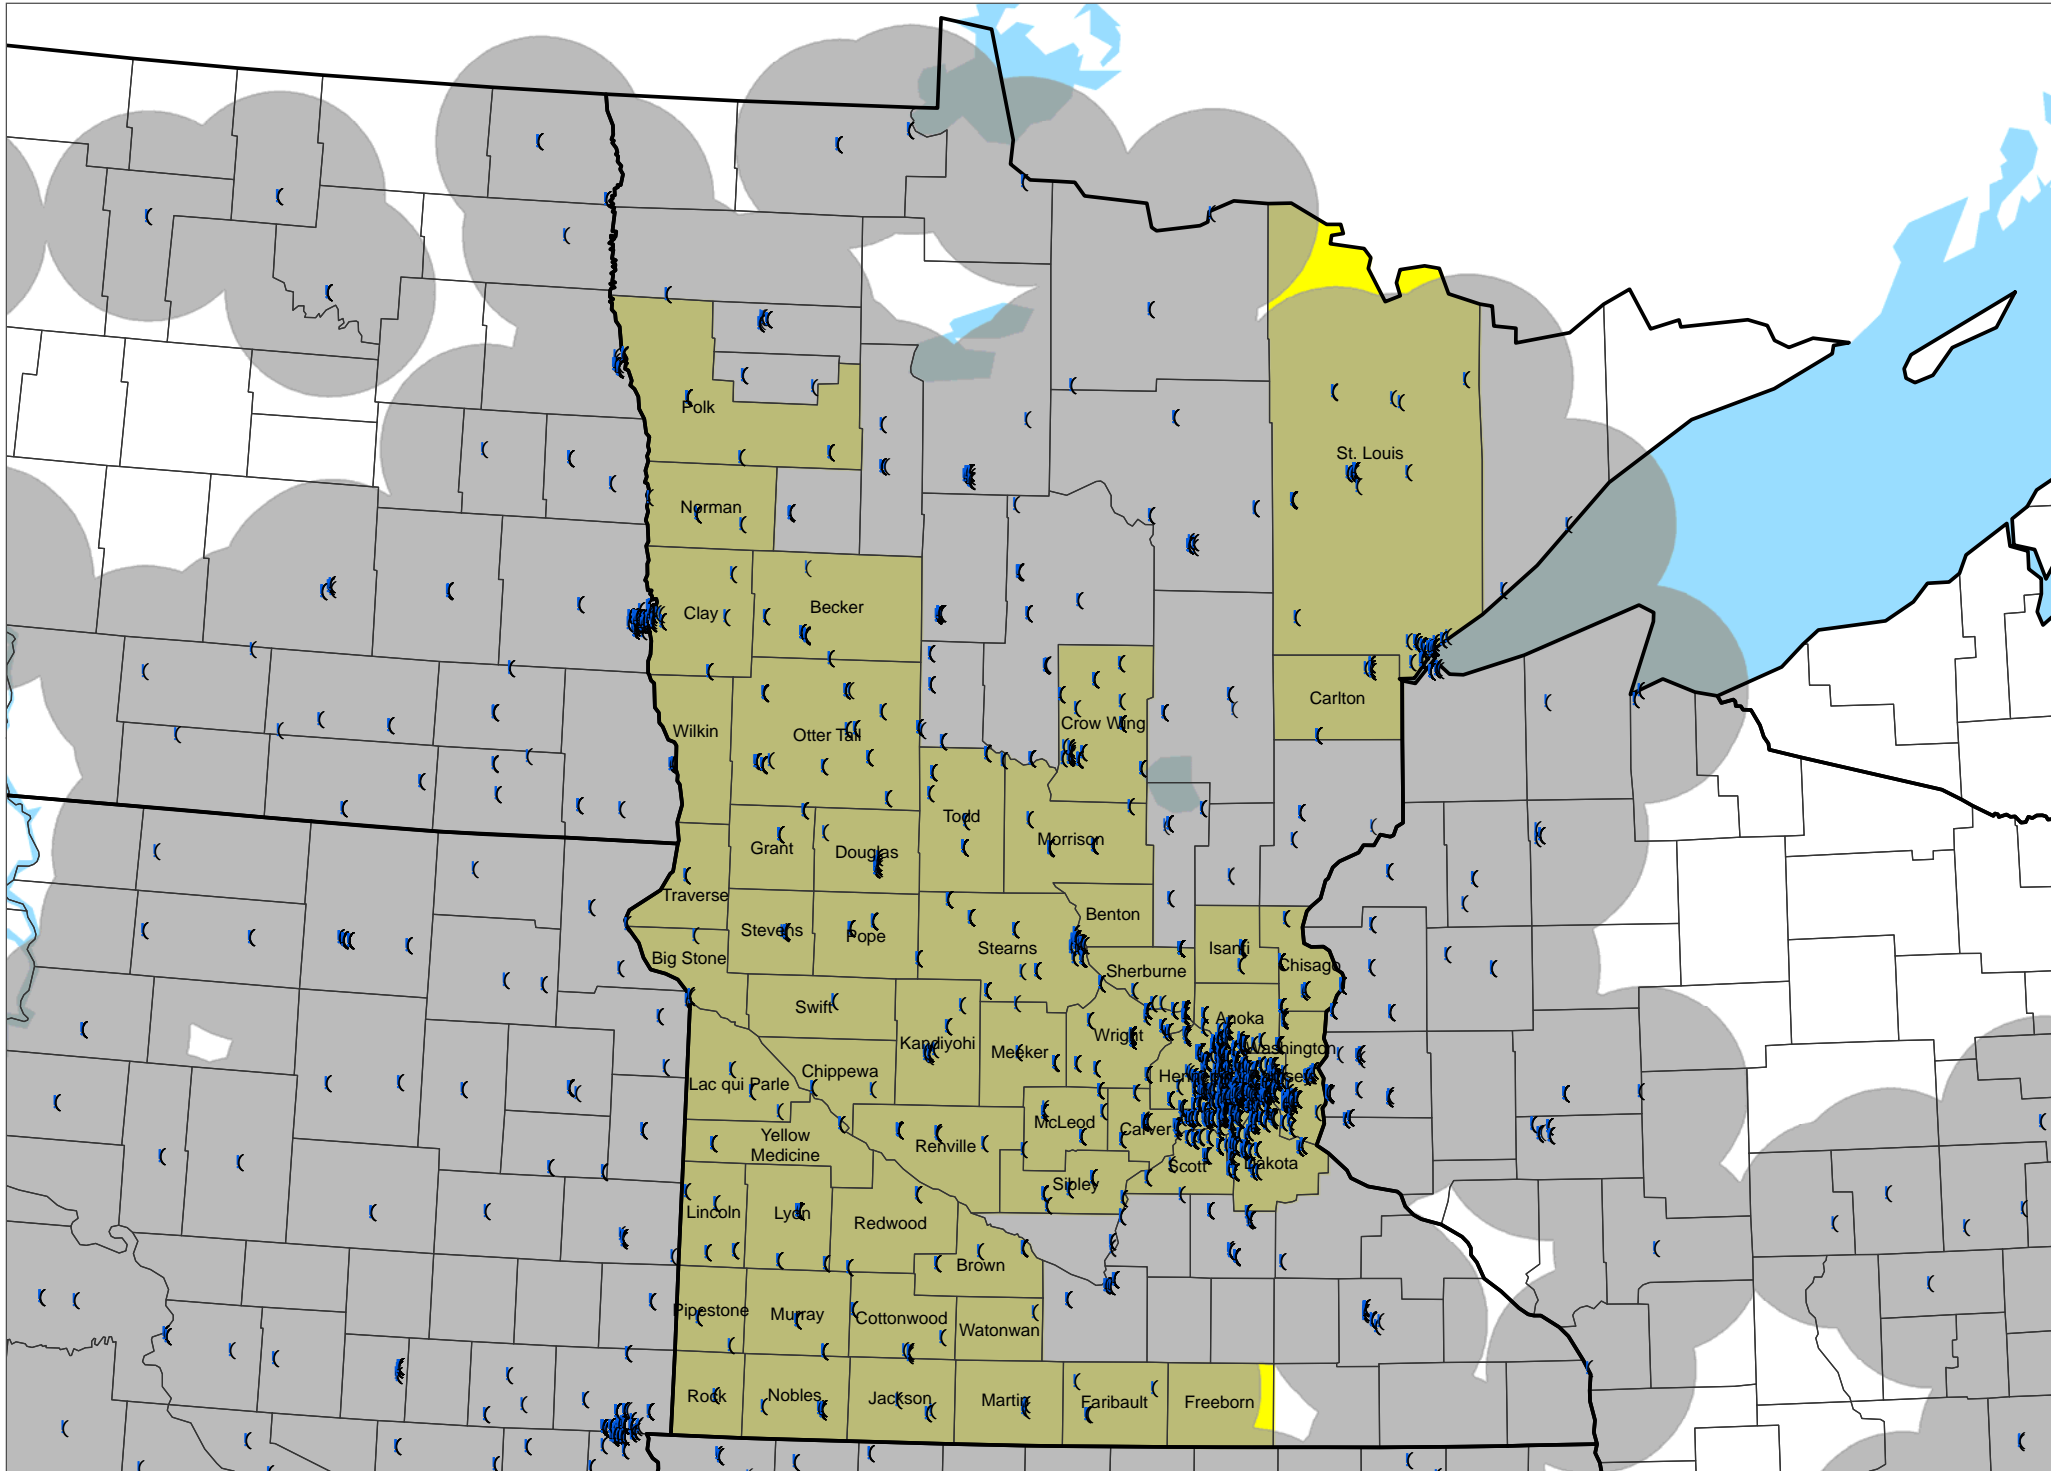 Polk
St. Louis
Norman
Clay
Becker
Carlton
Crow Wing
Wilkin
Otter Tail
Todd
Morrison
Grant
Douglas
Traverse
Benton
Stevens
Pope
Stearns
Isanti
Big Stone
Chisago
Sherburne
Swift
Anoka
Wright
Kandiyohi
Meeker
Washington
Chippewa
Lac qui Parle
McLeod
Carver
Yellow
Medicine
Renville
Scott
Dakota
Sibley
Lincoln
Lyon
Redwood
Brown
Pipestone
Murray
Cottonwood
Watonwan
Rock
Nobles
Jackson
Martin
Faribault
Freeborn